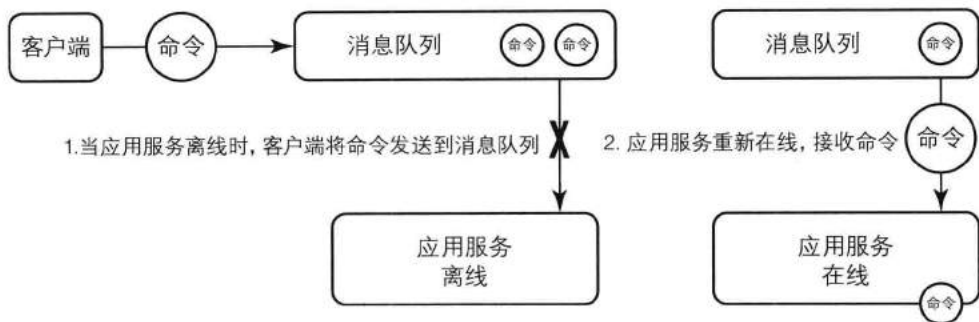 客户端
命令
消息队列
命令
命令
1.当应用服务离线时，客户端将命令发送到消息队列
应用服务
离线
消息队列
命令
2. 应用服务重新在线，接收命令
命令
应用服务
在线
命令